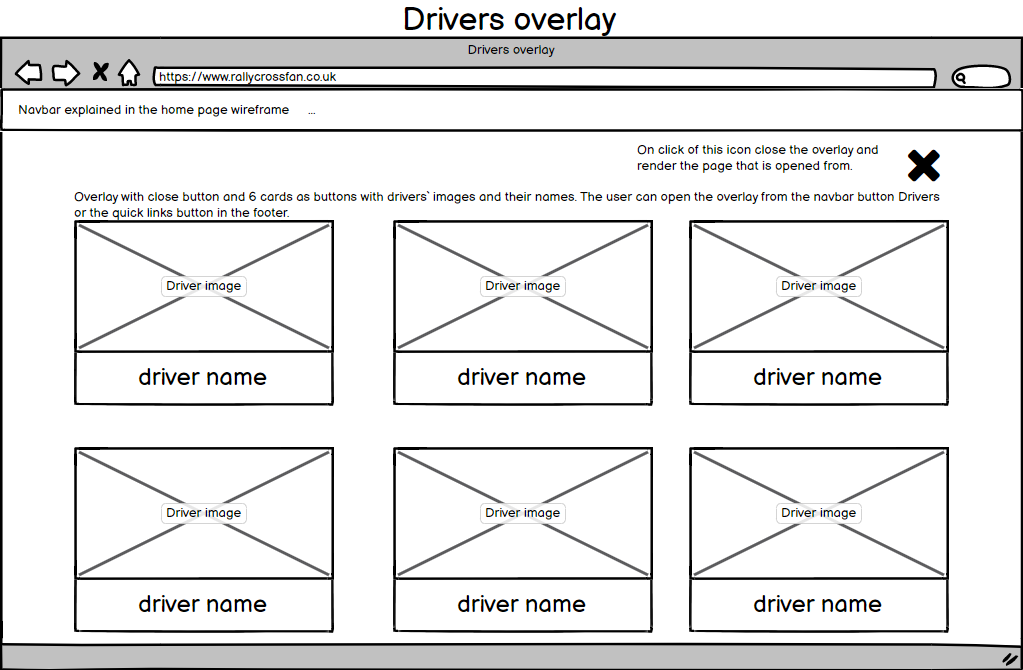 Drivers overlay
Drivers overlay
https://www.rallycrossfan.co.uk
Navbar explained in the home page wireframe ...
On click of this icon close the overlay and
render the page that is opened from.
Overlay with close button and 6 cards as buttons with drivers` images and their names. The user can open the overlay from the navbar button Drivers
or the quick links button in the footer.
Driver image
Driver image
Driver image
driver name
driver name
driver name
Driver image
Driver image
Driver image
driver name
driver name
driver name